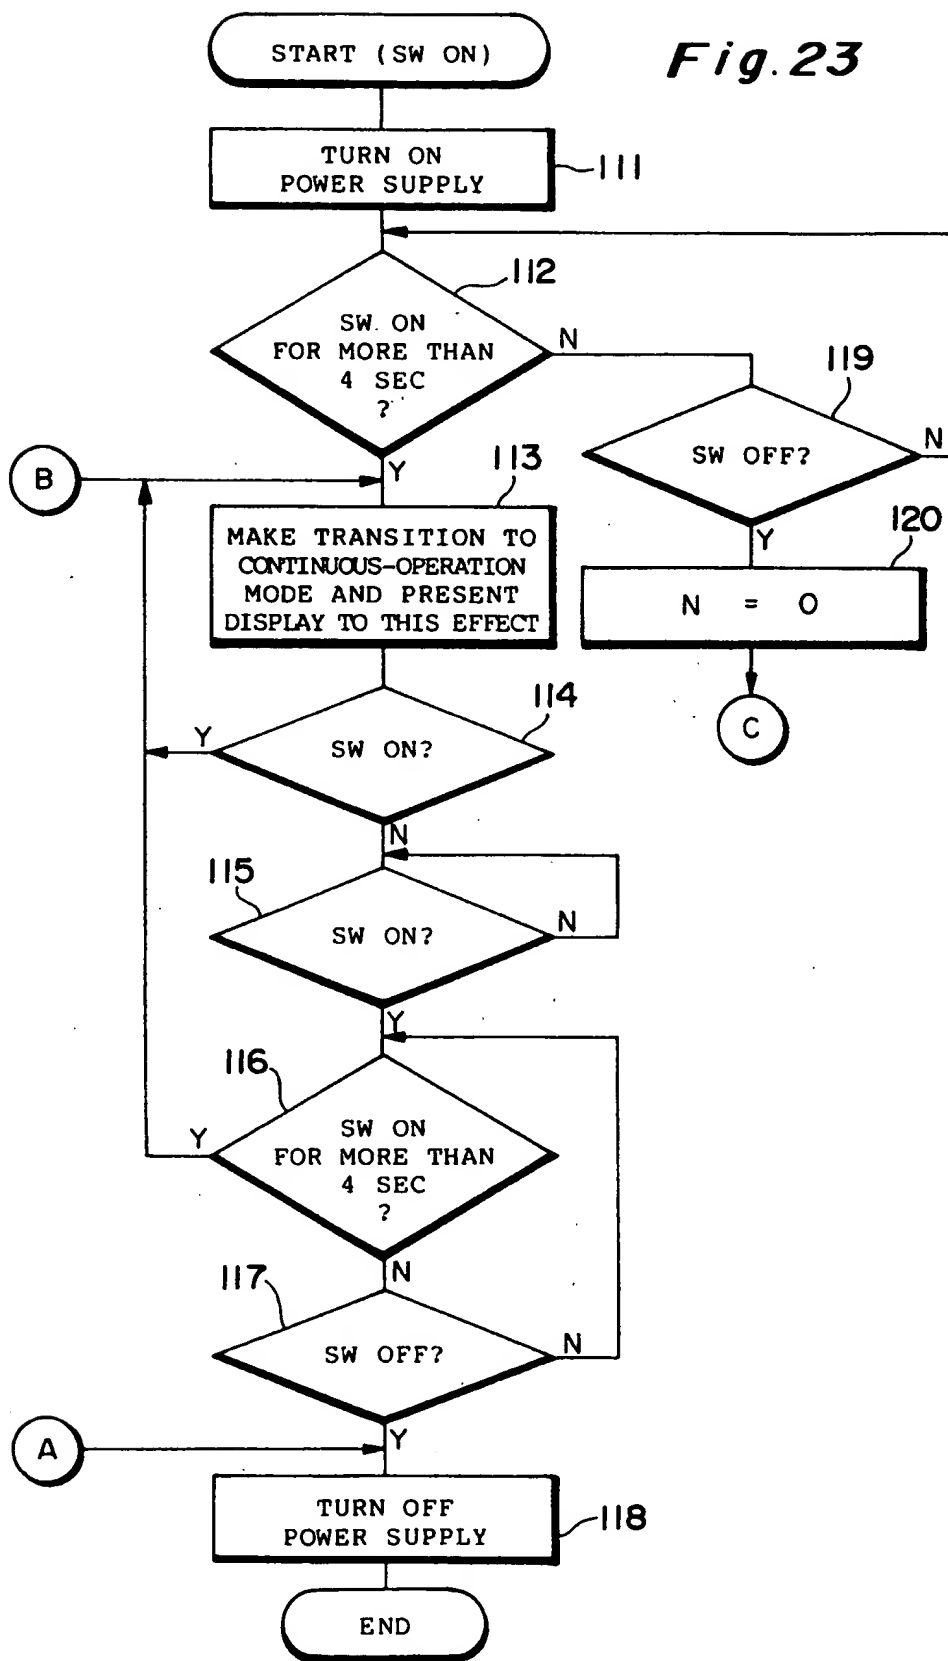 START (SW ON)
Fig. 23
TURN ON
POWER SUPPLY
111
112
SW. ON
FOR MORE THAN
4 SEC
?
N
119
SW OFF?
N
B
Y
113
Y
120
MAKE TRANSITION TO
CONTINUOUS-OPERATION
MODE AND PRESENT
DISPLAY TO THIS EFFECT
N = 0
114
C
Y
SW ON?
N
115
SW ON?
N
Y
116
Y
SW ON
FOR MORE THAN
4 SEC
?
N
117
SW OFF?
N
A
Y
TURN OFF
POWER SUPPLY
118
END